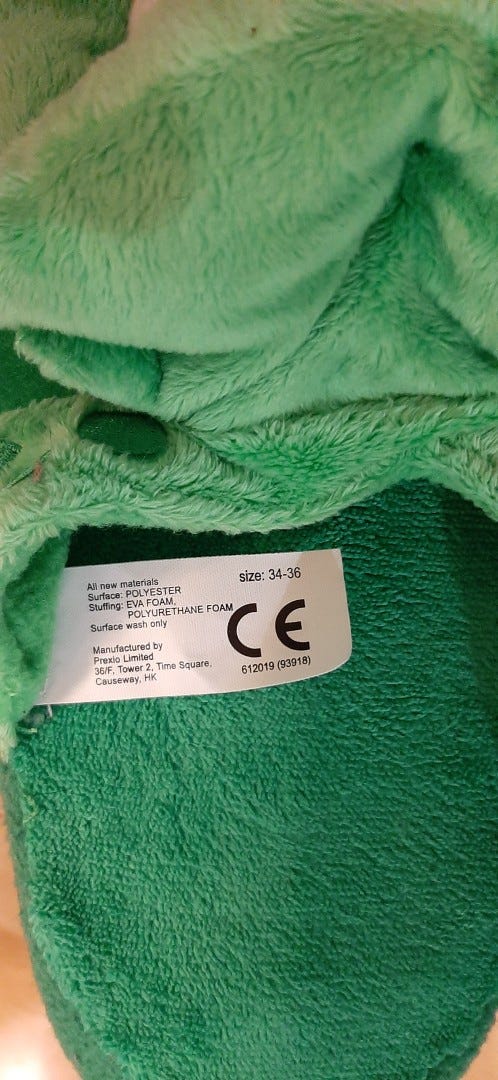 All new materials
Surface: POLYESTER
Stuffing: EVA FOAM,
POLYURETHANE FOAM
Surface wash only
Manufactured by
Prexio Limited
36/F, Tower 2, Time Square,
Causeway, HK
size: 34-36
CE
612019 (93918)